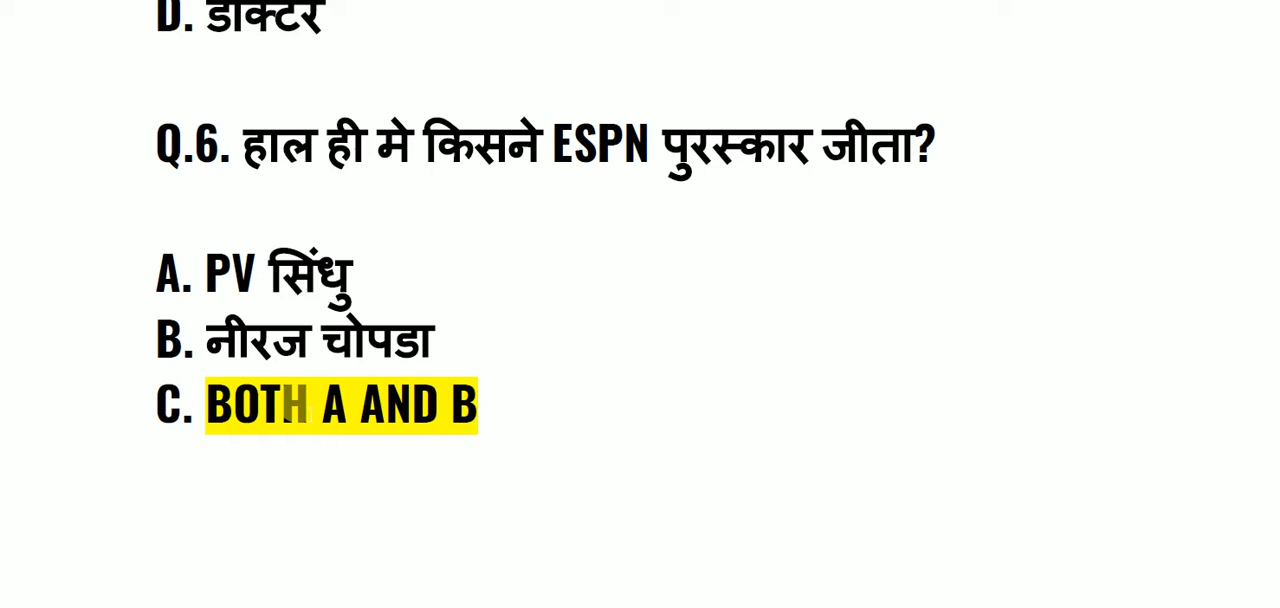 D. डॉक्टर
Q.6. हाल ही मे किसने ESPN पुरस्कार जीता?
A. PV सिंधु
B. नीरज चोपडा
C. BOTH A AND B